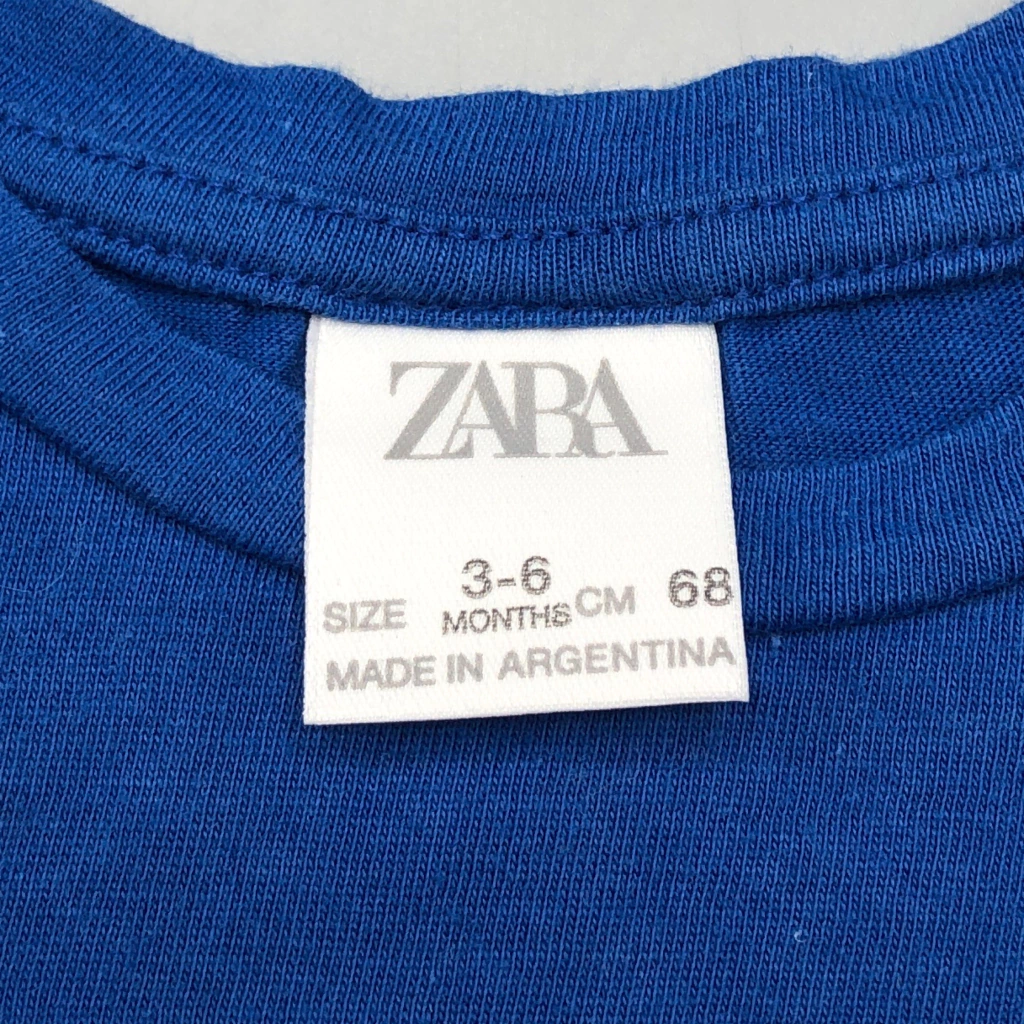 ZARA
SIZE 3-6 MONTHS CM 68
MADE IN ARGENTINA